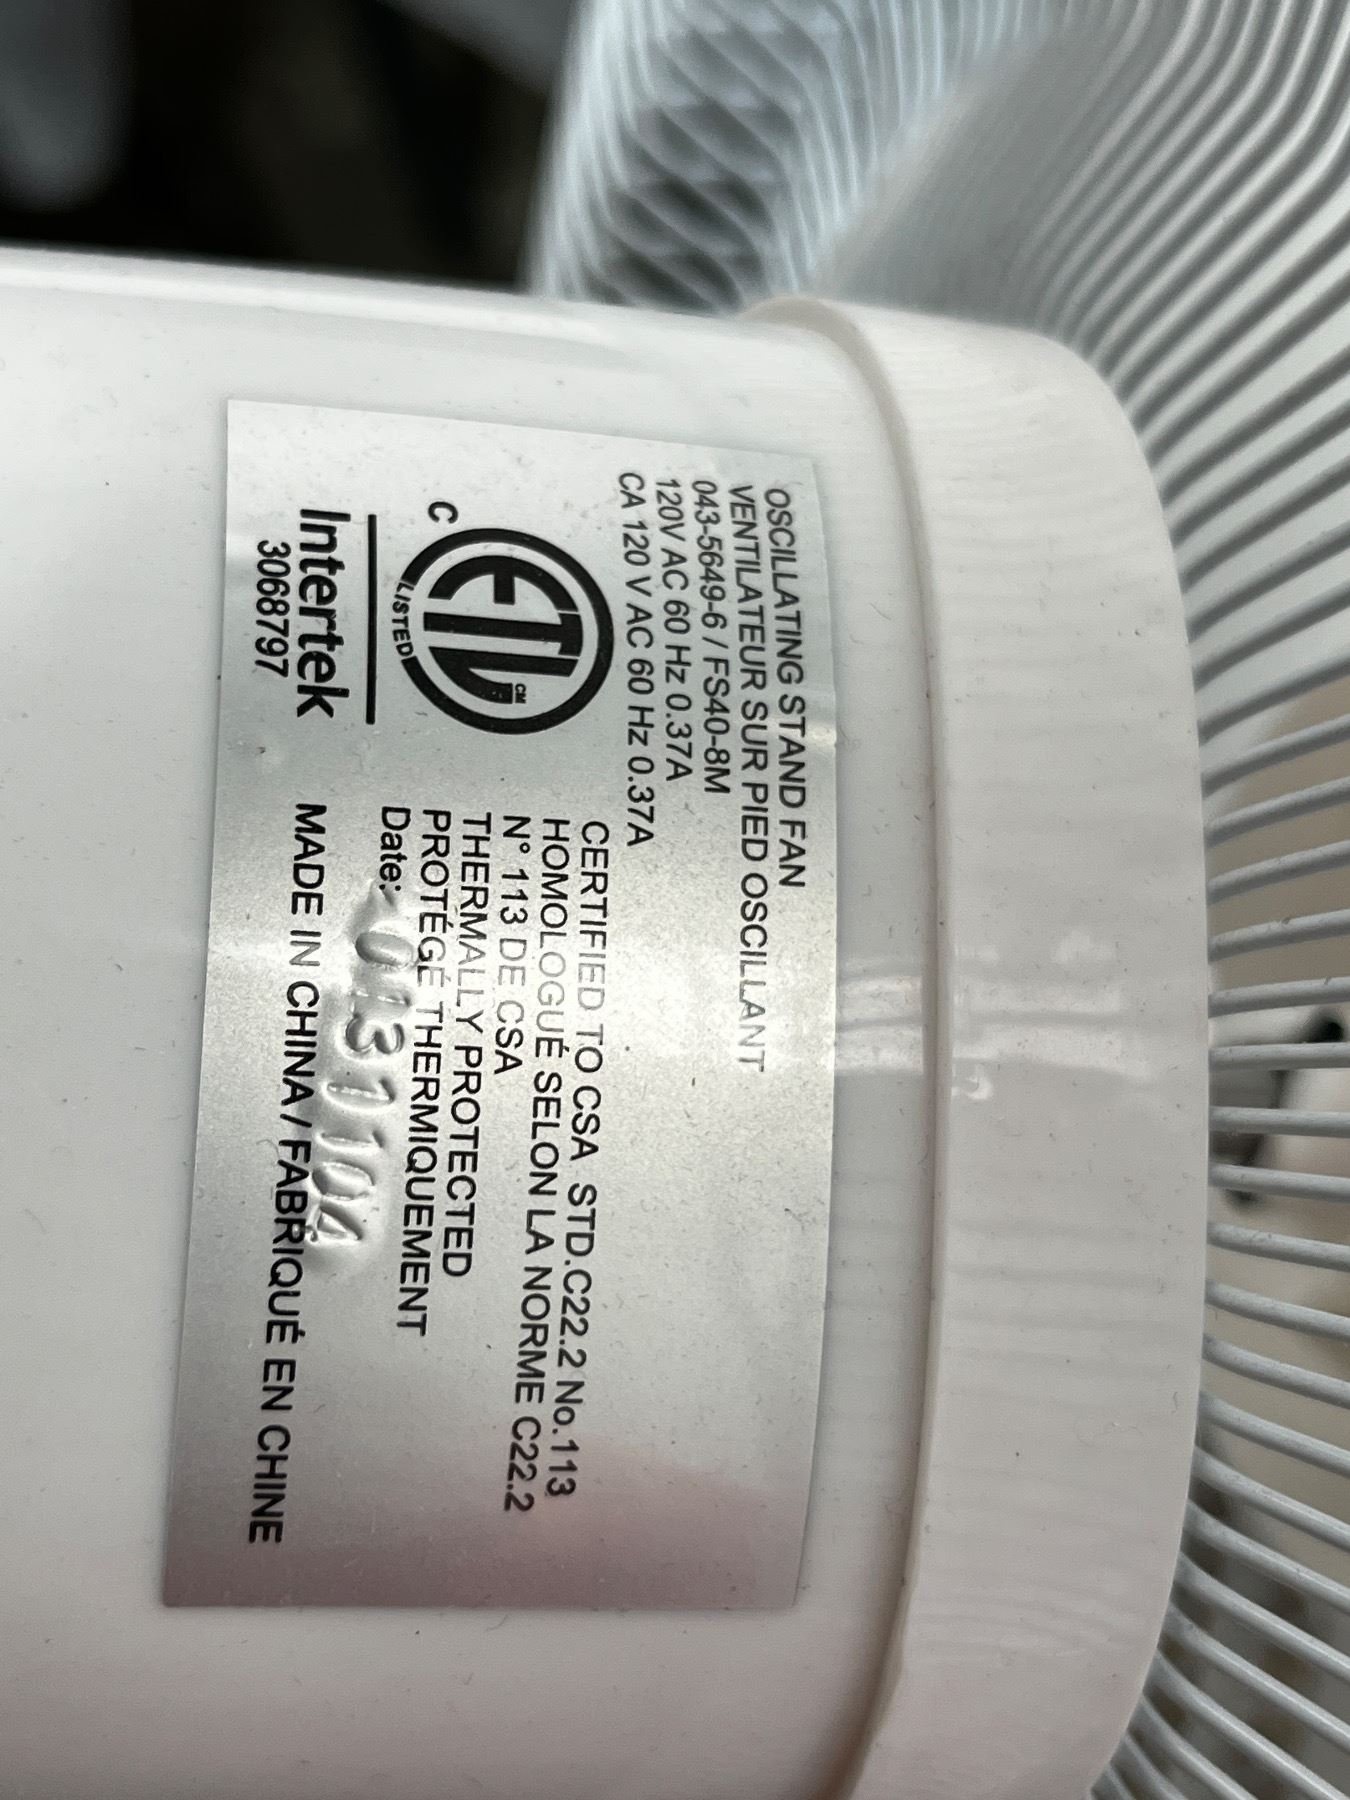 OSCILLATING STAND FAN
VENTILATEUR SUR PIED OSCILLANT
043-5649-6 / FS40-8M
120V AC 60 Hz 0.37A
CA 120 V AC 60 Hz 0.37A
C
ETL
CM
LISTED
Intertek
3068797
CERTIFIED TO CSA STD.C22.2 No.113
HOMOLOGUÉ SELON LA NORME C22.2
N° 113 DE CSA
THERMALLY PROTECTED
PROTÉGÉ THERMIQUEMENT
Date:
MADE IN CHINA / FABRIQUÉ EN CHINE